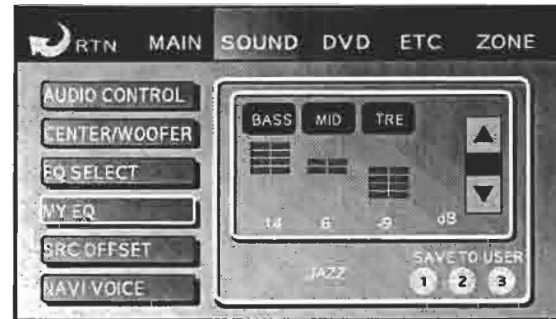 RTN MAIN SOUND DVD ETC ZONE
AUDIO CONTROL
CENTER/WOOFER
EQ SELECT
MY EQ
SRC OFFSET
NAVI VOICE
BASS MID TRE
14 6 -9 dB
JAZZ
SAVE TO USER
1 2 3